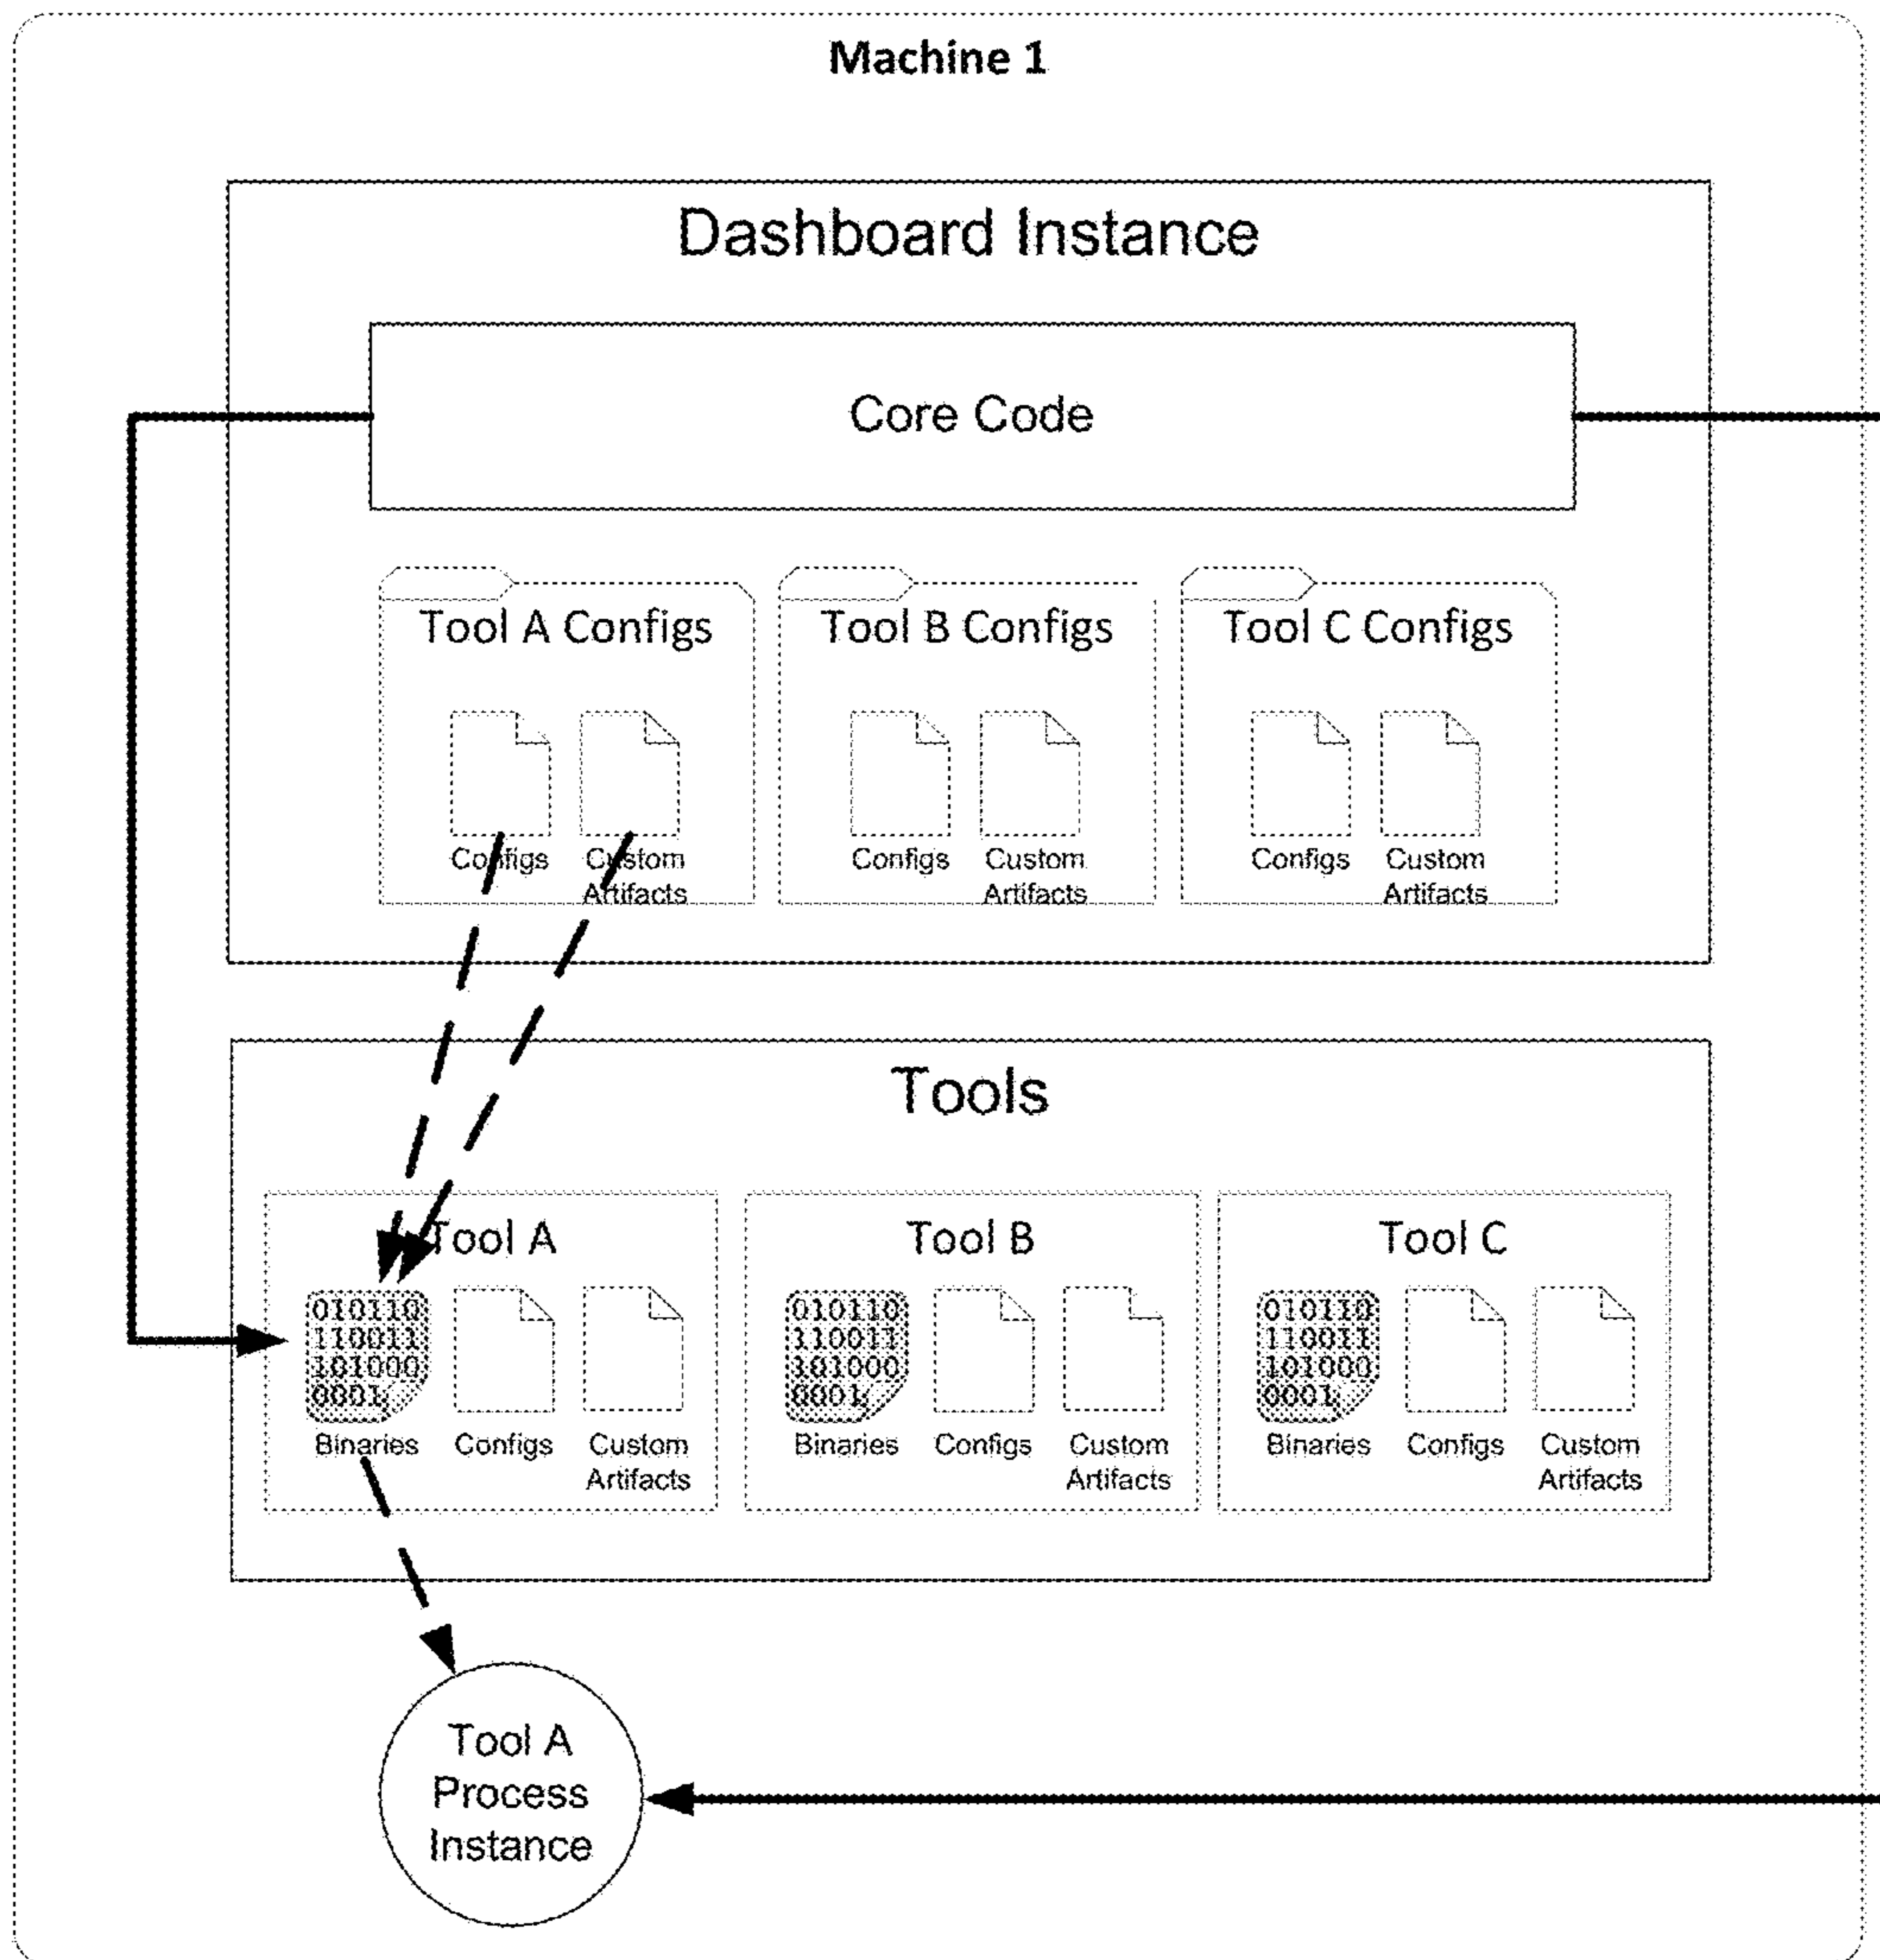 Machine 1
Dashboard Instance
Core Code
Tool A Configs
Tool B Configs
Tool C Configs
Configs
Custom
Artifacts
Configs
Custom
Artifacts
Configs
Custom
Artifacts
Tools
Tool A
010110
110011
101000
0001
Binaries
Configs
Custom
Artifacts
Tool B
010110
110011
101000
0001
Binaries
Configs
Custom
Artifacts
Tool C
010110
110011
101000
0001
Binaries
Configs
Custom
Artifacts
Tool A
Process
Instance